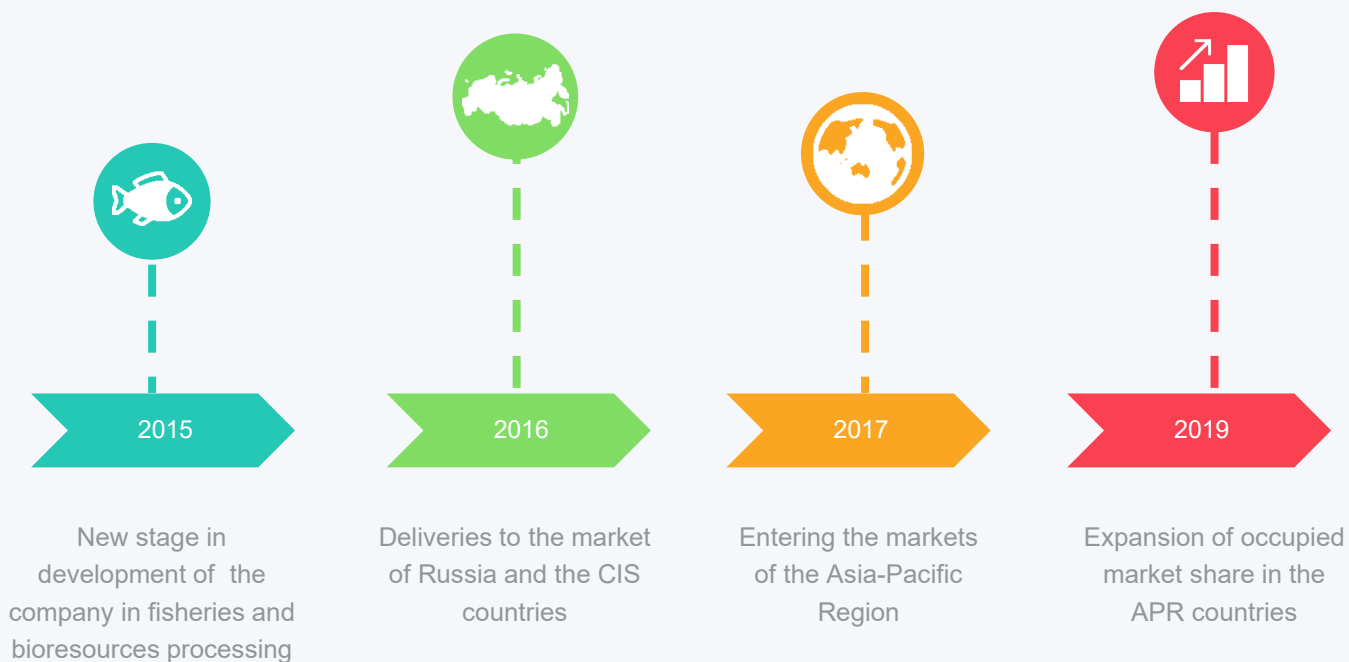 2015
2016
2017
2019
New stage in
development of  the
company in fisheries and
bioresources processing
Deliveries to the market
of Russia and the CIS
countries
Entering the markets
of the Asia-Pacific
Region
Expansion of occupied
market share in the
APR countries